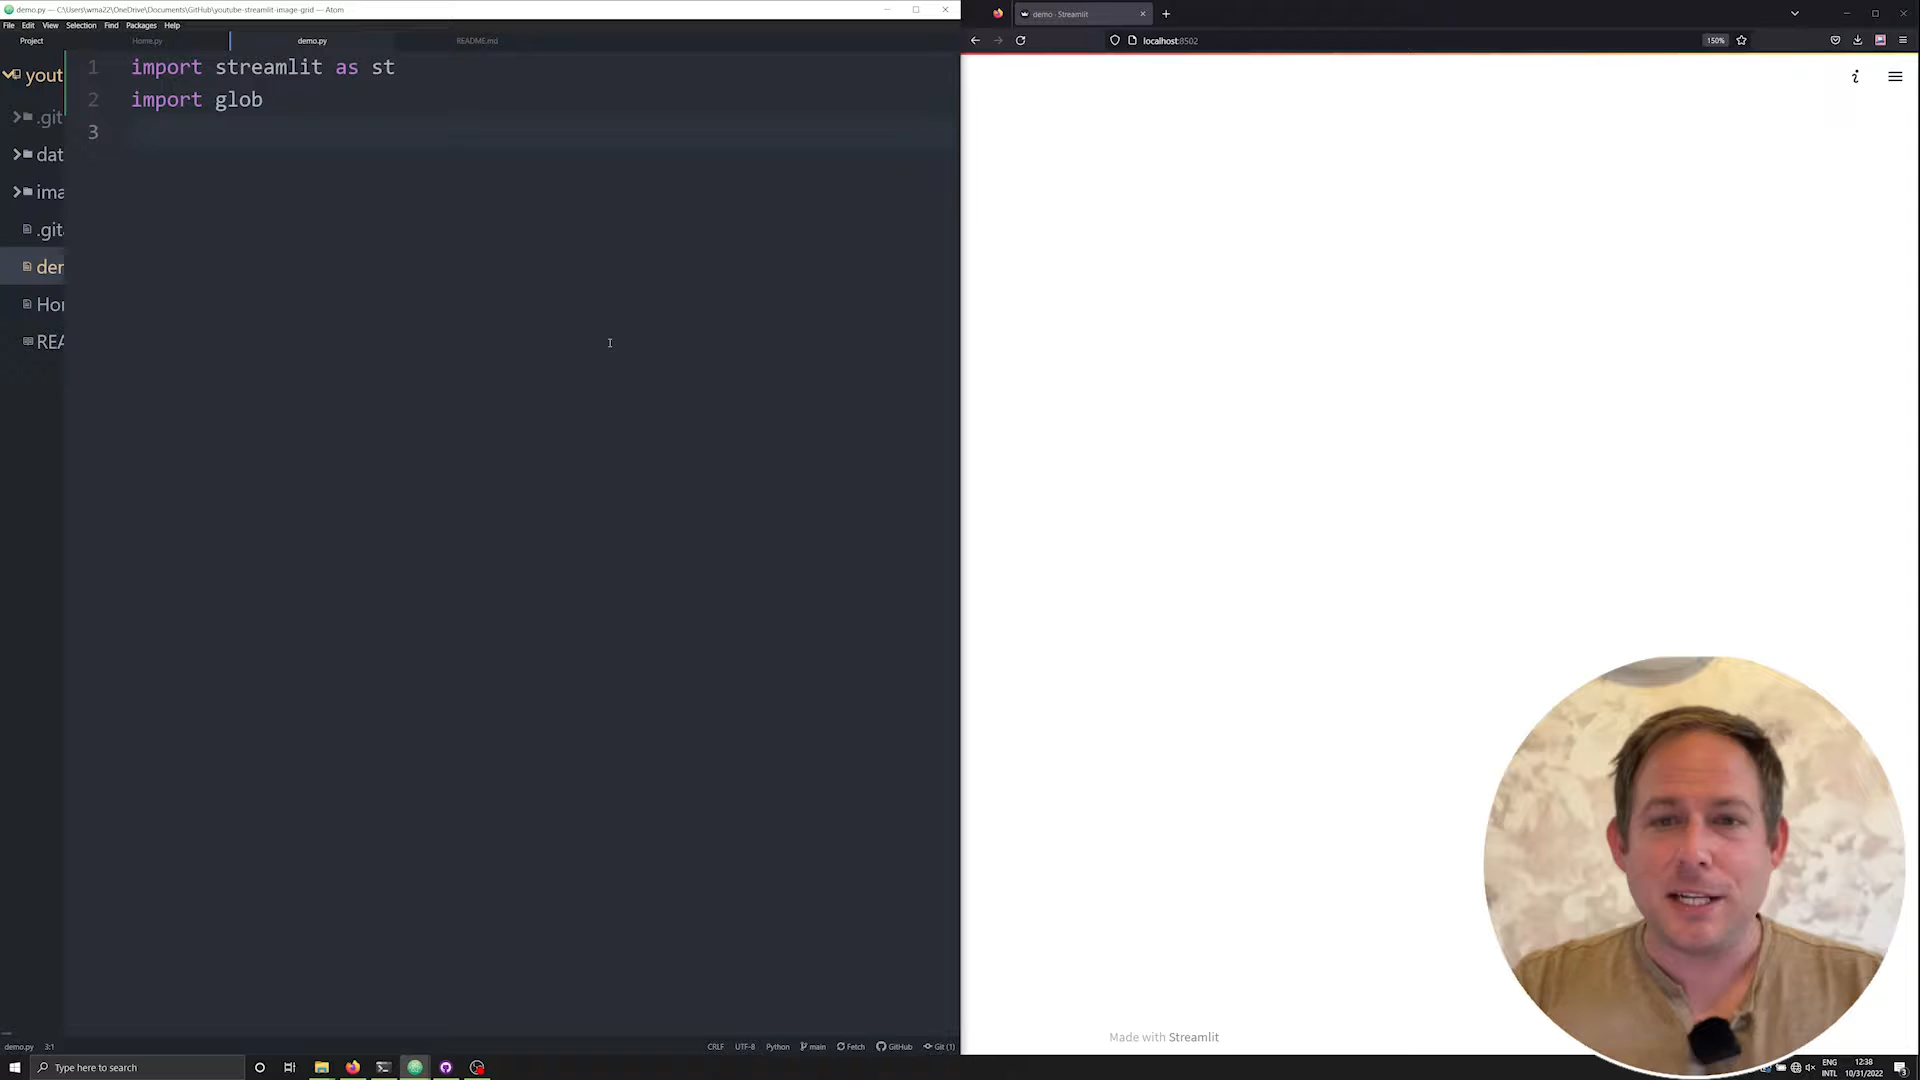 demo.py — C:\Users\wma22\OneDrive\Documents\GitHub\youtube-streamlit-image-grid — Atom
File Edit View Selection Find Packages Help
Project
Home.py
demo.py
README.md
yout
.git
dat
ima
.git
der
Hor
REA
1 import streamlit as st
2 import glob
3
demo.py 3:1
CRLF UTF-8 Python main Fetch GitHub Git (1)
demo · Streamlit
localhost:8502
150%
Made with Streamlit
Type here to search
ENG
INTL
12:38
10/31/2022
3